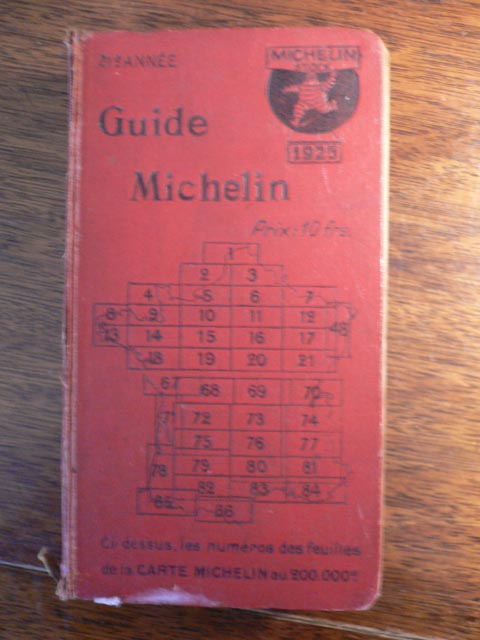 21e ANNÉE
MICHELIN
STOCK
Guide
1925
Michelin
Prix: 10 frs.
1
2 3
4 5 6 7
8 9 10 11 12 48
13 14 15 16 17
18 19 20 21
67 68 69 70
71 72 73 74
75 76 77
78 79 80 81
82 83 84
85 86
Ci-dessus, les numéros des feuilles
de la CARTE MICHELIN au 200.000e